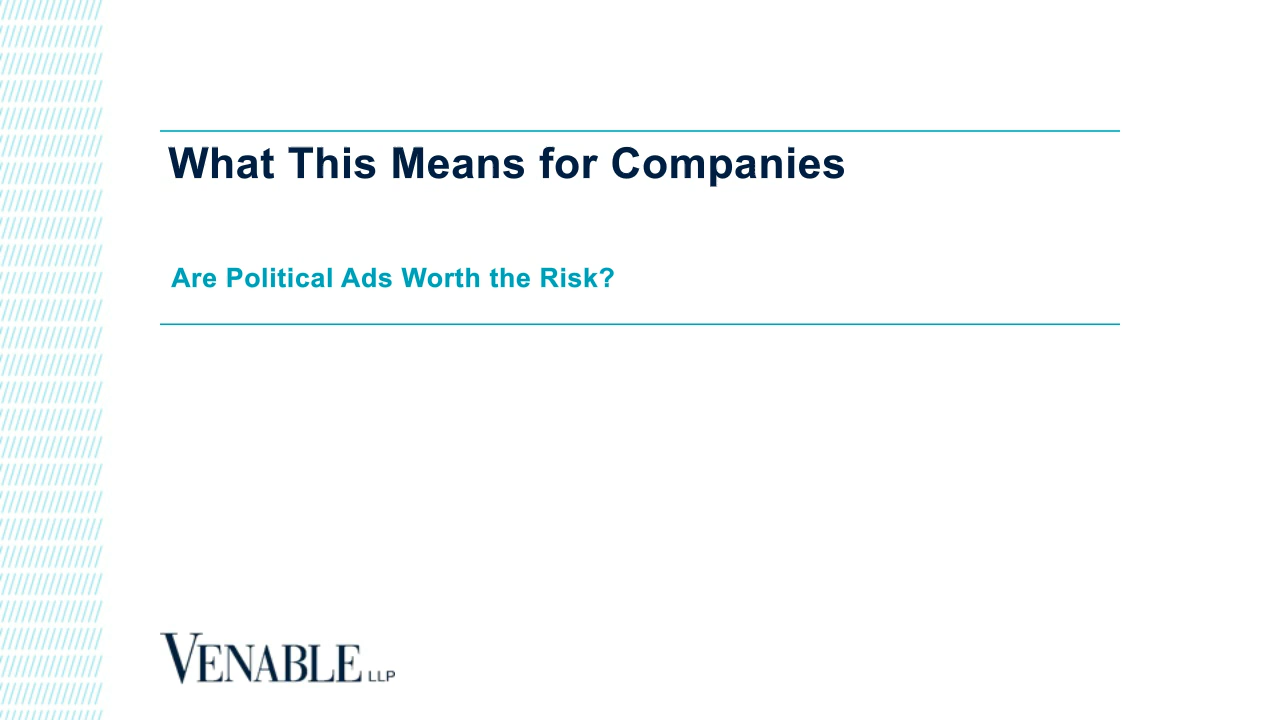 What This Means for Companies
Are Political Ads Worth the Risk?
VENABLE LLP